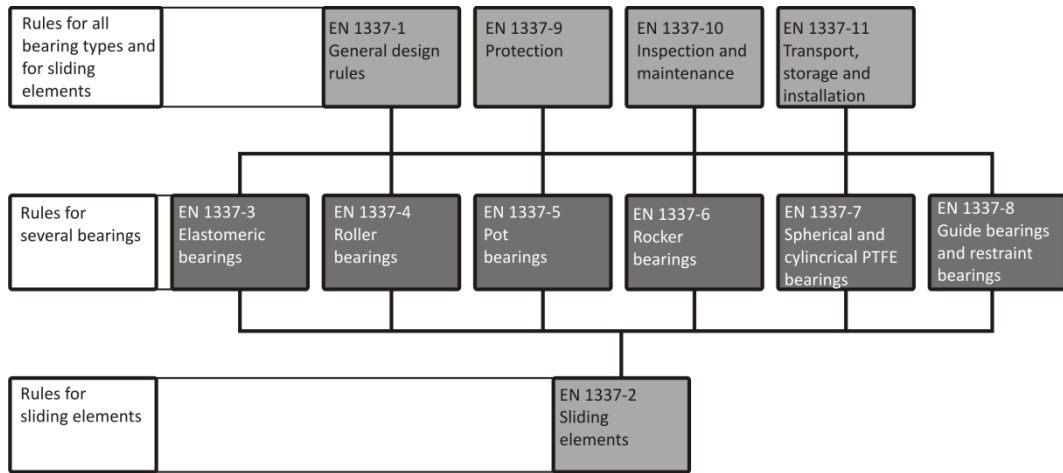 Rules for all
bearing types and
for sliding
elements
EN 1337-1
General design
rules
EN 1337-9
Protection
EN 1337-10
Inspection and
maintenance
EN 1337-11
Transport,
storage and
installation
Rules for
several bearings
EN 1337-3
Elastomeric
bearings
EN 1337-4
Roller
bearings
EN 1337-5
Pot
bearings
EN 1337-6
Rocker
bearings
EN 1337-7
Spherical and
cylincrical PTFE
bearings
EN 1337-8
Guide bearings
and restraint
bearings
Rules for
sliding elements
EN 1337-2
Sliding
elements